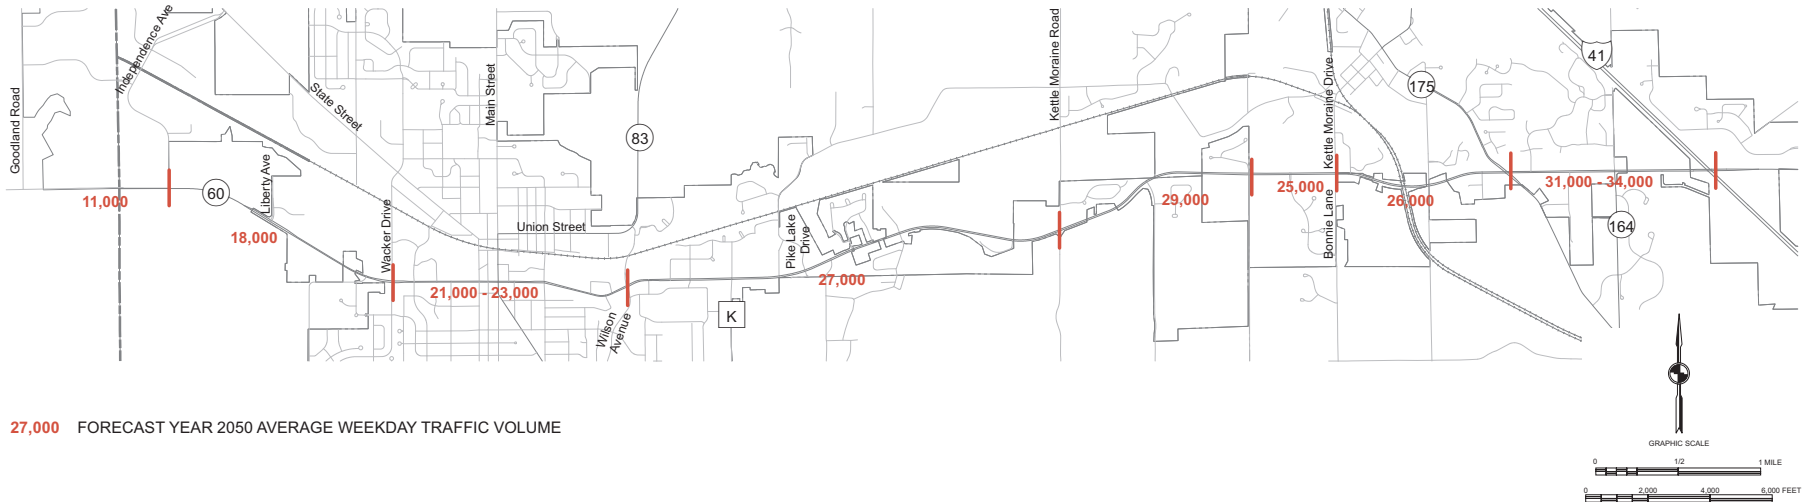 Goodland Road
Independence Ave
State Street
Main Street
83
Kettle Moraine Road
Kettle Moraine Drive
175
41
11,000
60
Liberty Ave
18,000
Wacker Drive
Union Street
21,000 - 23,000
Wilson
Avenue
K
Pike Lake
Drive
27,000
29,000
25,000
Bonnie Lane
26,000
31,000 - 34,000
164
27,000 FORECAST YEAR 2050 AVERAGE WEEKDAY TRAFFIC VOLUME
GRAPHIC SCALE
0 1/2 1 MILE
0 2,000 4,000 6,000 FEET